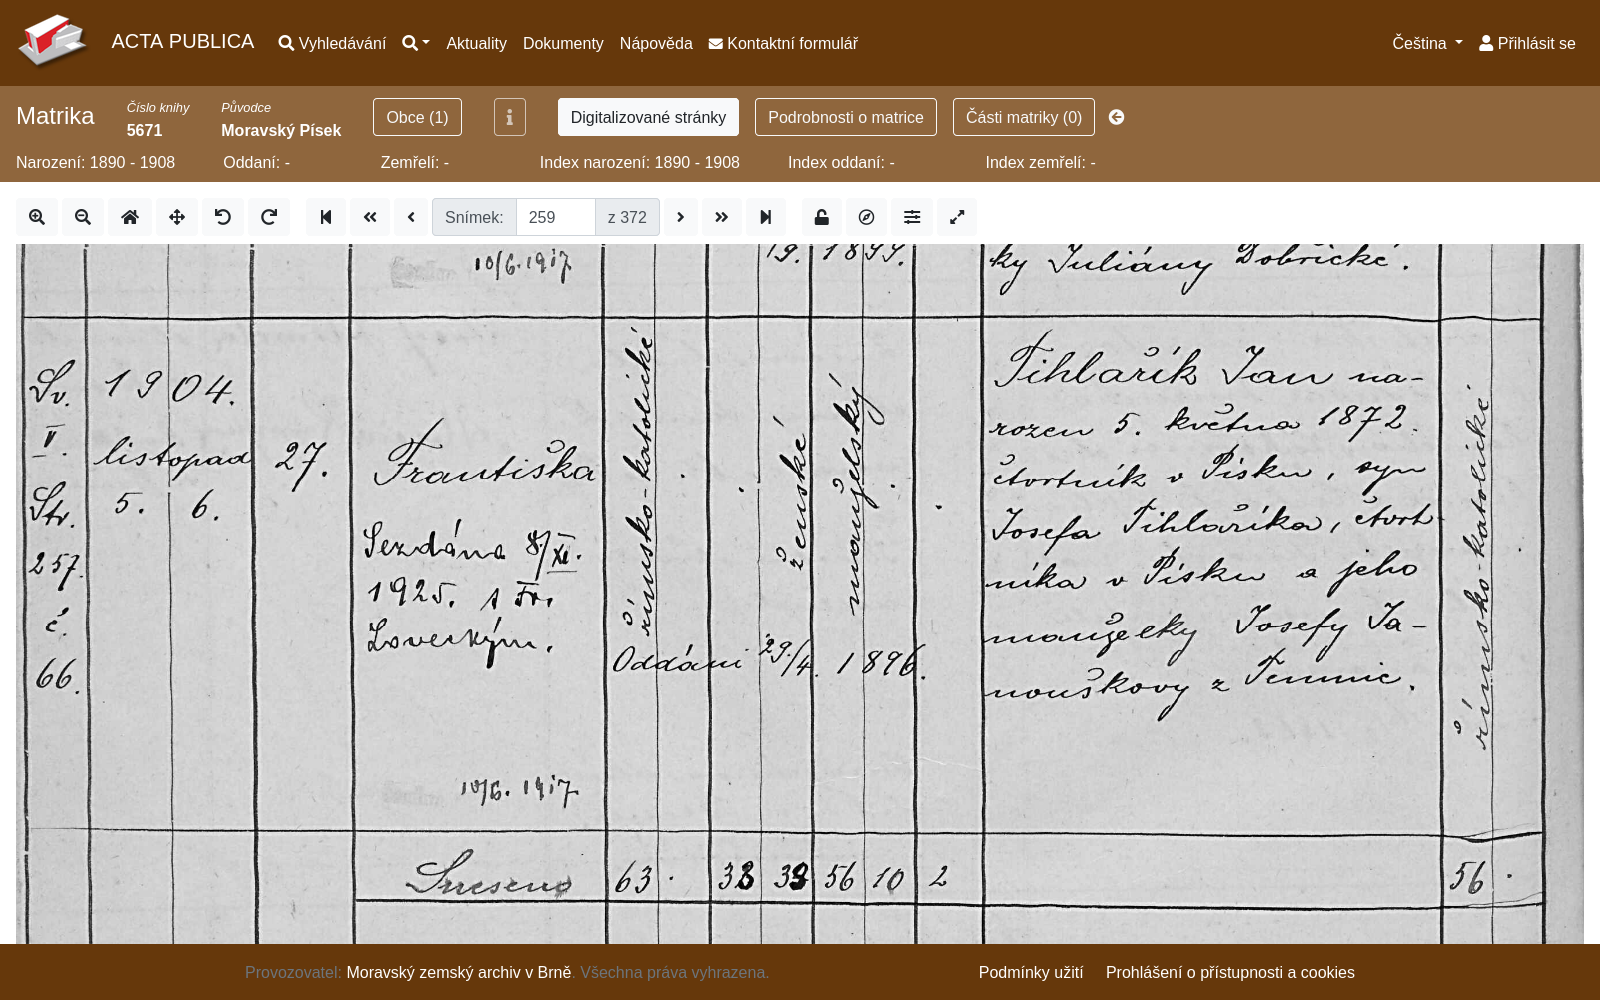 ACTA PUBLICA
Vyhledávání
Aktuality
Dokumenty
Nápověda
Kontaktní formulář
Čeština
Přihlásit se
Matrika
Číslo knihy
5671
Původce
Moravský Písek
Obce (1)
Digitalizované stránky
Podrobnosti o matrice
Části matriky (0)
Narození: 1890 - 1908
Oddaní: -
Zemřelí: -
Index narození: 1890 - 1908
Index oddaní: -
Index zemřelí: -
Snímek:
259
z 372
10/6. 1917
19. 1899.
ky Juliány Dobřické.
Sv.
V.
Str.
257.
č.
66.
1904.
listopad
5. 6.
27.
Františka
Sezdána 8/XI.
1925. s Fr.
Loveckým.
10/6. 1917
římsko-katolické
ženské
manželský
Oddáni 29./4. 1896.
Tihlařík Jan na-
rozen 5. května 1872.
čtvrtník v Písku, syn
Josefa Tihlaříka, čtvrt-
níka v Písku a jeho
manželky Josefy Ja-
nouškovy z Temnic.
římsko-katolické
Sneseno 63 . 38 39 56 10 2 56 .
Provozovatel: Moravský zemský archiv v Brně. Všechna práva vyhrazena.
Podmínky užití
Prohlášení o přístupnosti a cookies